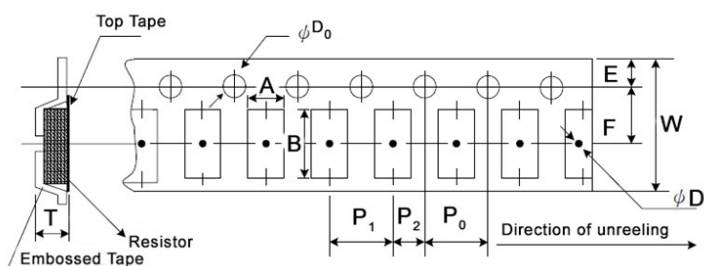 Top Tape
ϕD₀
A
E
B
F
W
T
P₁
P₂
P₀
ϕD
Direction of unreeling
Resistor
Embossed Tape